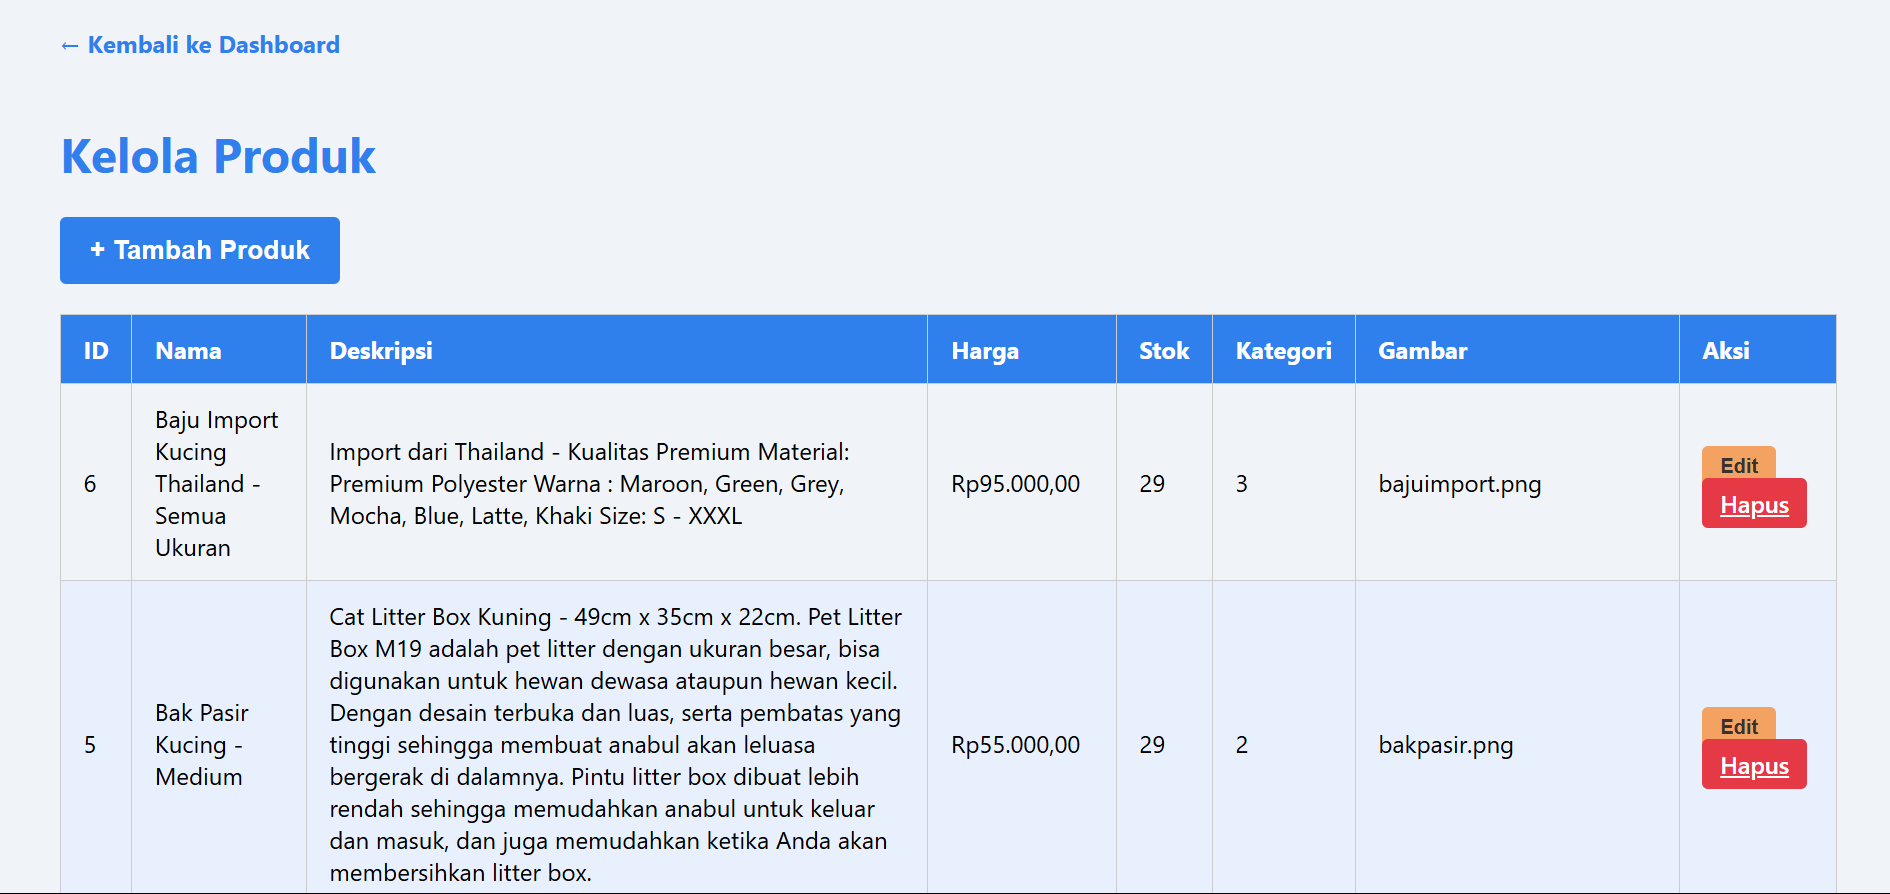 ← Kembali ke Dashboard
Kelola Produk
+ Tambah Produk
ID Nama Deskripsi Harga Stok Kategori Gambar Aksi
6
Baju Import
Kucing
Thailand -
Semua
Ukuran
Import dari Thailand - Kualitas Premium Material:
Premium Polyester Warna : Maroon, Green, Grey,
Mocha, Blue, Latte, Khaki Size: S - XXXL
Rp95.000,00
29
3
bajuimport.png
Edit
Hapus
5
Bak Pasir
Kucing -
Medium
Cat Litter Box Kuning - 49cm x 35cm x 22cm. Pet Litter
Box M19 adalah pet litter dengan ukuran besar, bisa
digunakan untuk hewan dewasa ataupun hewan kecil.
Dengan desain terbuka dan luas, serta pembatas yang
tinggi sehingga membuat anabul akan leluasa
bergerak di dalamnya. Pintu litter box dibuat lebih
rendah sehingga memudahkan anabul untuk keluar
dan masuk, dan juga memudahkan ketika Anda akan
membersihkan litter box.
Rp55.000,00
29
2
bakpasir.png
Edit
Hapus